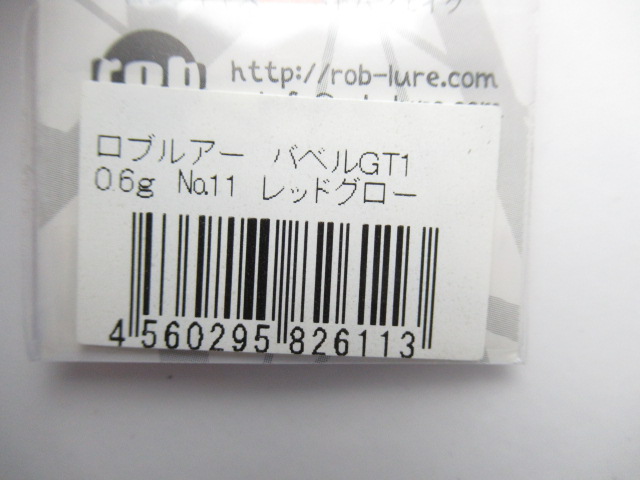 rob http://rob-lure.com
ロブルアー バベルGT1
0.6g No.11 レッドグロー
4 560295 826113